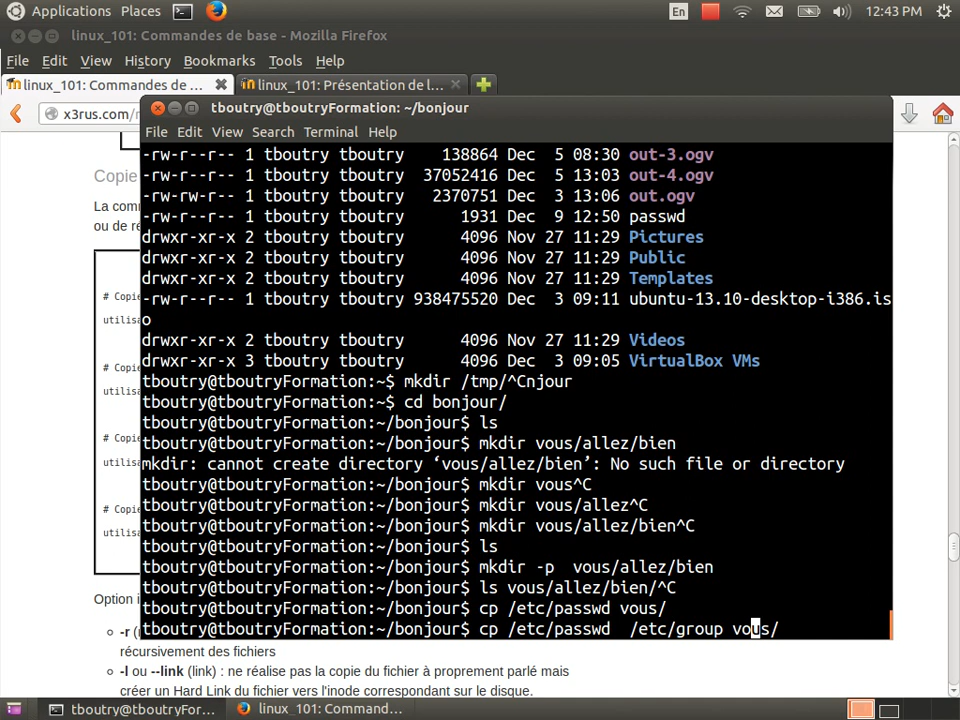 Applications Places En 12:43 PM
linux_101: Commandes de base - Mozilla Firefox
File Edit View History Bookmarks Tools Help
linux_101: Commandes de ... linux_101: Présentation de l...
x3rus.com/
tboutry@tboutryFormation: ~/bonjour
File Edit View Search Terminal Help
-rw-r--r-- 1 tboutry tboutry 138864 Dec 5 08:30 out-3.ogv
-rw-r--r-- 1 tboutry tboutry 37052416 Dec 5 13:03 out-4.ogv
-rw-rw-r-- 1 tboutry tboutry 2370751 Dec 3 13:06 out.ogv
-rw-r--r-- 1 tboutry tboutry 1931 Dec 9 12:50 passwd
drwxr-xr-x 2 tboutry tboutry 4096 Nov 27 11:29 Pictures
drwxr-xr-x 2 tboutry tboutry 4096 Nov 27 11:29 Public
drwxr-xr-x 2 tboutry tboutry 4096 Nov 27 11:29 Templates
-rw-r--r-- 1 tboutry tboutry 938475520 Dec 3 09:11 ubuntu-13.10-desktop-i386.is
o
drwxr-xr-x 2 tboutry tboutry 4096 Nov 27 11:29 Videos
drwxr-xr-x 3 tboutry tboutry 4096 Dec 3 09:05 VirtualBox VMs
tboutry@tboutryFormation:~$ mkdir /tmp/^Cnjour
tboutry@tboutryFormation:~$ cd bonjour/
tboutry@tboutryFormation:~/bonjour$ ls
tboutry@tboutryFormation:~/bonjour$ mkdir vous/allez/bien
mkdir: cannot create directory ‘vous/allez/bien’: No such file or directory
tboutry@tboutryFormation:~/bonjour$ mkdir vous^C
tboutry@tboutryFormation:~/bonjour$ mkdir vous/allez^C
tboutry@tboutryFormation:~/bonjour$ mkdir vous/allez/bien^C
tboutry@tboutryFormation:~/bonjour$ ls
tboutry@tboutryFormation:~/bonjour$ mkdir -p  vous/allez/bien
tboutry@tboutryFormation:~/bonjour$ ls vous/allez/bien/^C
tboutry@tboutryFormation:~/bonjour$ cp /etc/passwd vous/
tboutry@tboutryFormation:~/bonjour$ cp /etc/passwd  /etc/group vous/
Copie
La com
ou de r
# Copie
utilisa
# Copie
utilisa
# Copie
utilisa
# Copie
utilisa
Option i
-r (r
récursivement des fichiers
-l ou --link (link) : ne réalise pas la copie du fichier à proprement parlé mais
créer un Hard Link du fichier vers l'inode correspondant sur le disque.
tboutry@tboutryFor... linux_101: Command...